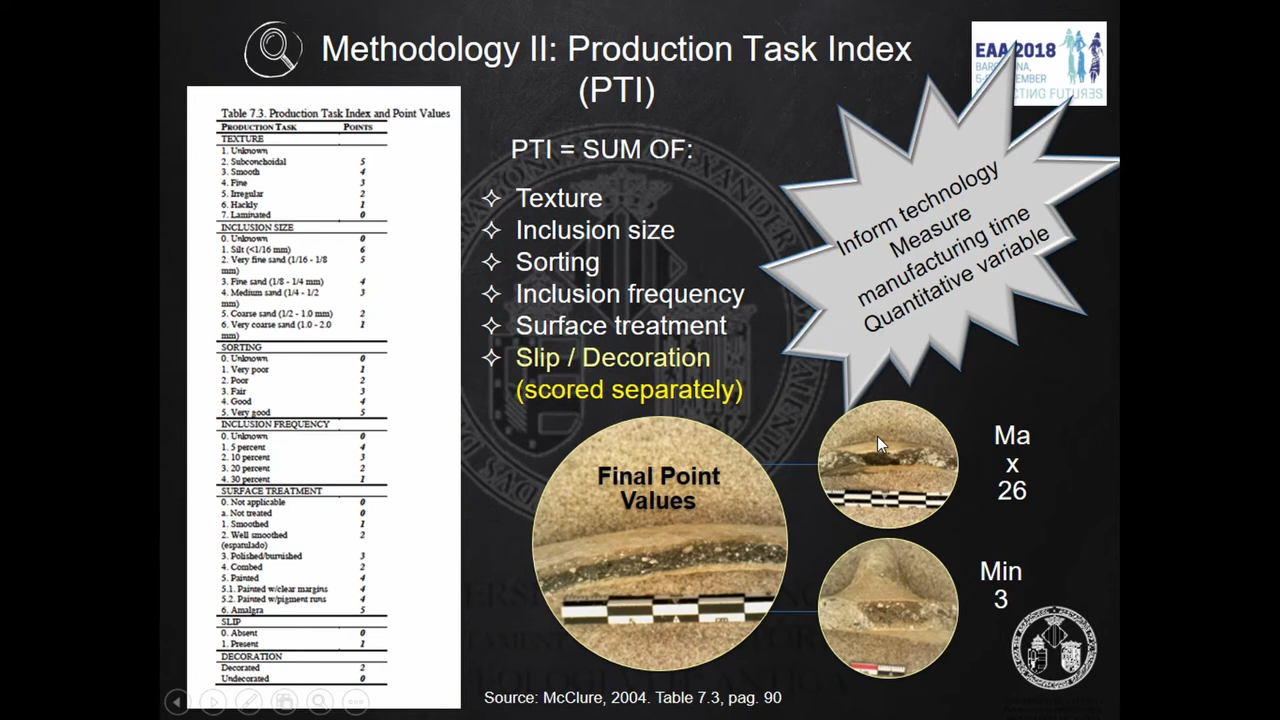 Methodology II: Production Task Index
(PTI)
EAA 2018
Table 7.3. Production Task Index and Point Values
PRODUCTION TASK POINTS
TEXTURE
1. Unknown
2. Subconchoidal 5
3. Smooth 4
4. Fine 3
5. Irregular 2
6. Hackly 1
7. Laminated 0
INCLUSION SIZE
0. Unknown 0
1. Silt (<1/16 mm) 6
2. Very fine sand (1/16 - 1/8 5
mm)
3. Fine sand (1/8 - 1/4 mm) 4
4. Medium sand (1/4 - 1/2 3
mm)
5. Coarse sand (1/2 - 1.0 mm) 2
6. Very coarse sand (1.0 - 2.0 1
mm)
SORTING
0. Unknown 0
1. Very poor 1
2. Poor 2
3. Fair 3
4. Good 4
5. Very good 5
INCLUSION FREQUENCY
0. Unknown 0
1. 5 percent 4
2. 10 percent 3
3. 20 percent 2
4. 30 percent 1
SURFACE TREATMENT
0. Not applicable 0
a. Not treated 0
1. Smoothed 1
2. Well smoothed 2
(espatulado)
3. Polished/burnished 3
4. Combed 2
5. Painted 4
5.1. Painted w/clear margins 4
5.2. Painted w/pigment runs 4
6. Amalgra 5
SLIP
0. Absent 0
1. Present 1
DECORATION
Decorated 2
Undecorated 0
PTI = SUM OF:
Texture
Inclusion size
Sorting
Inclusion frequency
Surface treatment
Slip / Decoration
(scored separately)
Inform technology
Measure
manufacturing time
Quantitative variable
Final Point
Values
Ma
x
26
Min
3
Source: McClure, 2004. Table 7.3, pag. 90